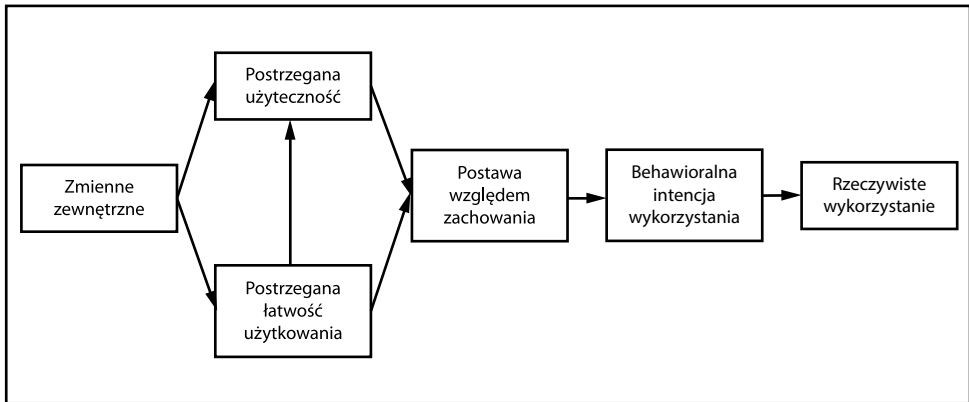 Postrzegana
użyteczność
Zmienne
zewnętrzne
Postrzegana
łatwość
użytkowania
Postawa
względem
zachowania
Behawioralna
intencja
wykorzystania
Rzeczywiste
wykorzystanie